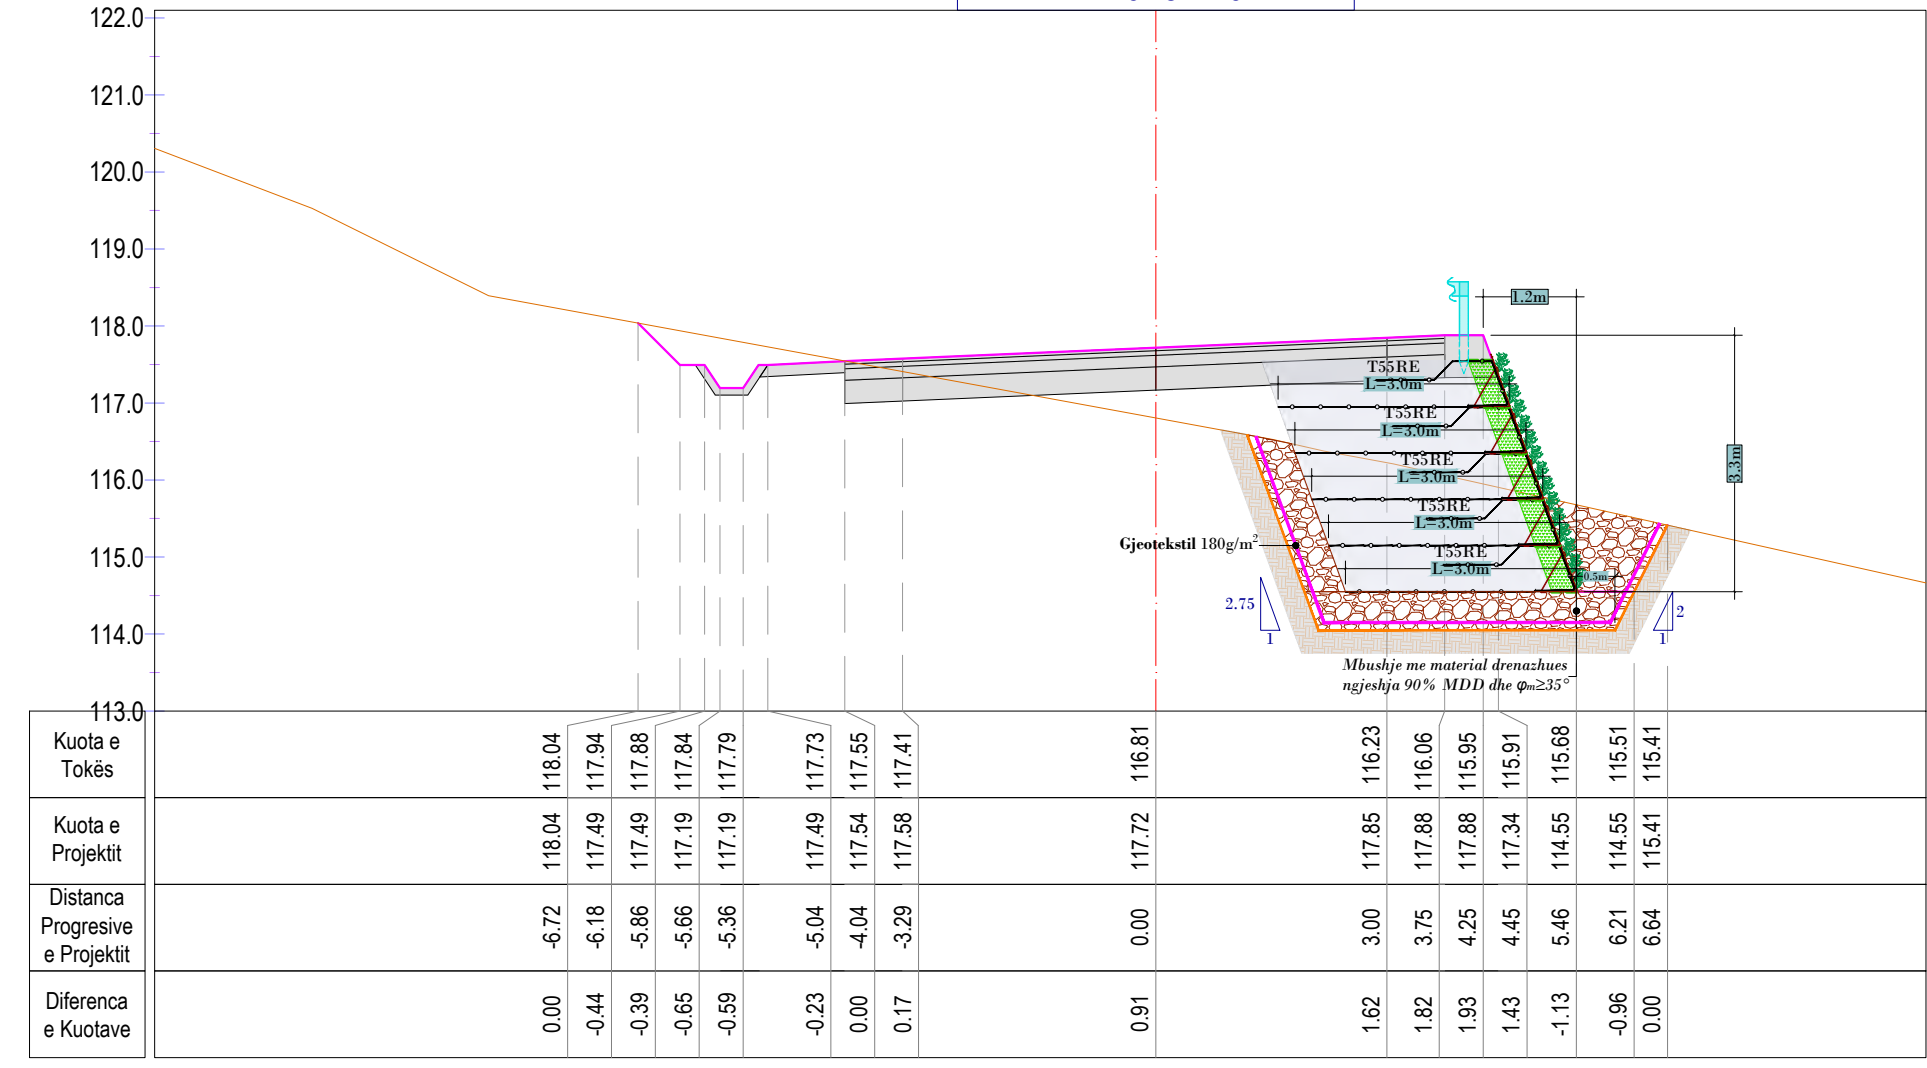 122.0
121.0
120.0
119.0
118.0
117.0
116.0
115.0
114.0
113.0
1.2m
3.3m
T55RE
L=3.0m
T55RE
L=3.0m
T55RE
L=3.0m
T55RE
L=3.0m
T55RE
L=3.0m
0.5m
Gjeotekstil 180g/m²
2.75
1
2
1
Mbushje me material drenazhues
ngjeshja 90% MDD dhe φm≥35°
Kuota e
Tokës
118.04 117.94 117.88 117.84 117.79 117.73 117.55 117.41 116.81 116.23 116.06 115.95 115.91 115.68 115.51 115.41
Kuota e
Projektit
118.04 117.49 117.49 117.19 117.19 117.49 117.54 117.58 117.72 117.85 117.88 117.88 117.34 114.55 114.55 115.41
Distanca
Progresive
e Projektit
-6.72 -6.18 -5.86 -5.66 -5.36 -5.04 -4.04 -3.29 0.00 3.00 3.75 4.25 4.45 5.46 6.21 6.64
Diferenca
e Kuotave
0.00 -0.44 -0.39 -0.65 -0.59 -0.23 0.00 0.17 0.91 1.62 1.82 1.93 1.43 -1.13 -0.96 0.00